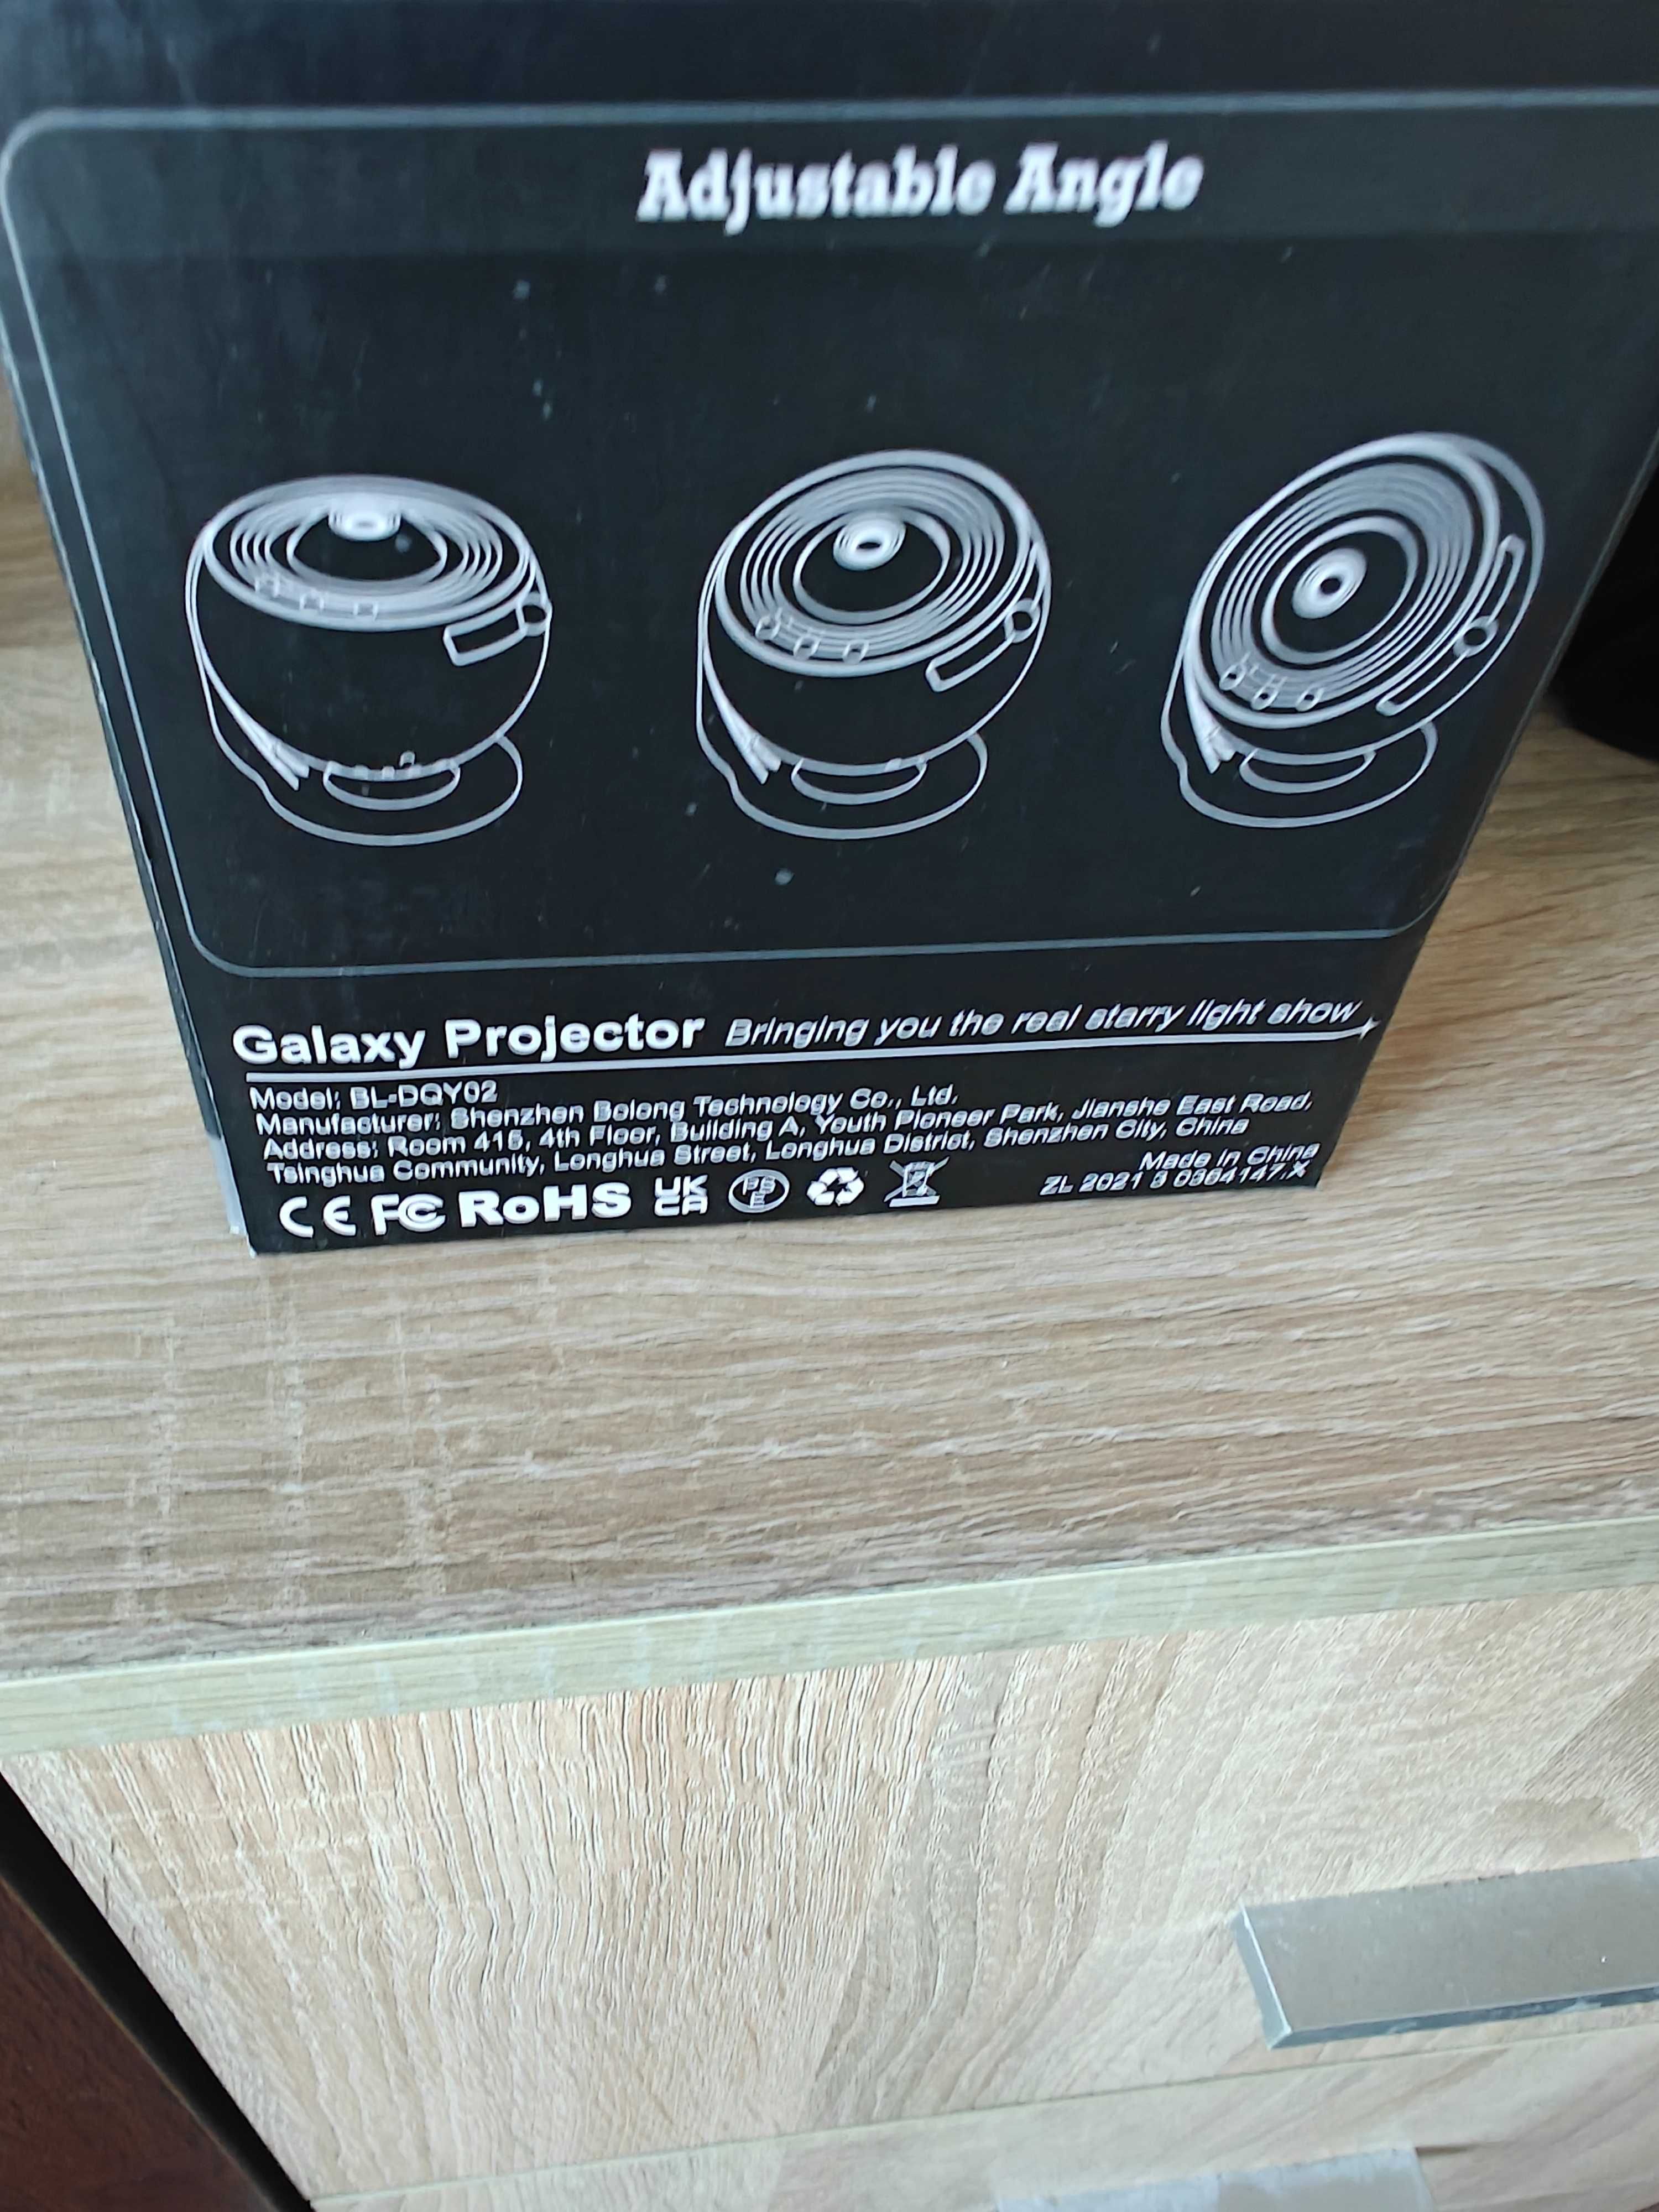 Adjustable Angle
Galaxy Projector Bringing you the real starry light show
Model: BL-DQY02
Manufacturer: Shenzhen Bolong Technology Co., Ltd.
Address: Room 415, 4th Floor, Building A, Youth Pioneer Park, Jianshe East Road,
Tsinghua Community, Longhua Street, Longhua District, Shenzhen City, China
Made in China
CE FC RoHS UK CA PSE
ZL 2021 3